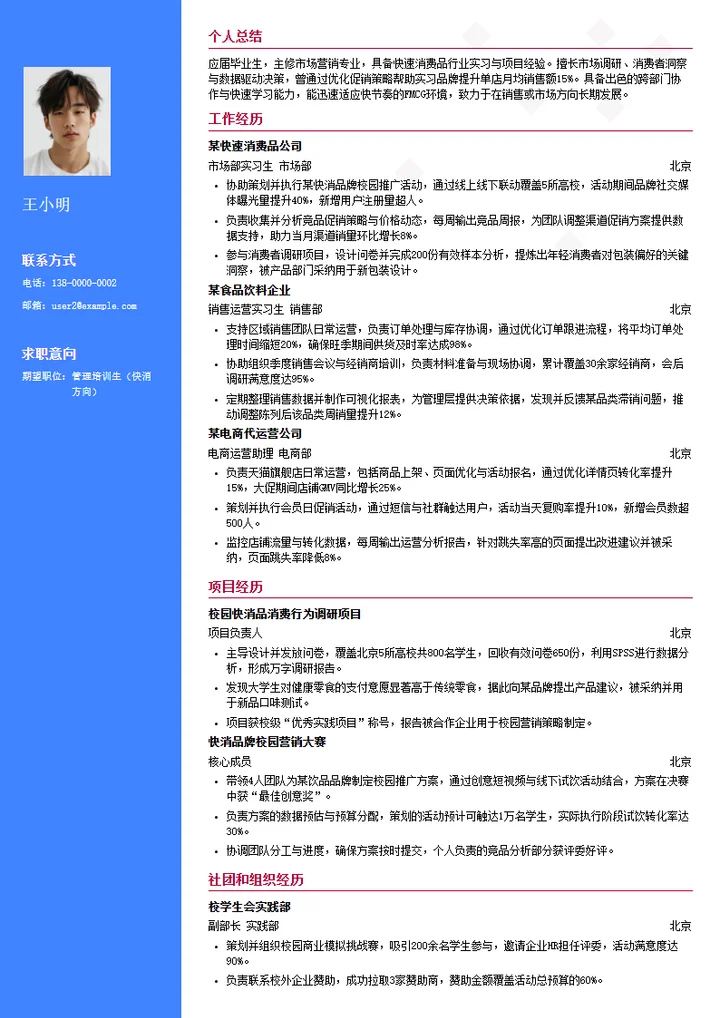 王小明
联系方式
电话：138-0000-0002
邮箱：user2@example.com
求职意向
期望职位：管理培训生（快消
方向）
个人总结
应届毕业生，主修市场营销专业，具备快速消费品行业实习与项目经验。擅长市场调研、消费者洞察
与数据驱动决策，曾通过优化促销策略帮助实习品牌提升单店月均销售额15%。具备出色的跨部门协
作与快速学习能力，能迅速适应快节奏的FMCG环境，致力于在销售或市场方向长期发展。
工作经历
某快速消费品公司
市场部实习生 市场部 北京
• 协助策划并执行某快消品牌校园推广活动，通过线上线下联动覆盖5所高校，活动期间品牌社交媒
体曝光量提升40%，新增用户注册量超人。
• 负责收集并分析竞品促销策略与价格动态，每周输出竞品周报，为团队调整渠道促销方案提供数
据支持，助力当月渠道销量环比增长8%。
• 参与消费者调研项目，设计问卷并完成200份有效样本分析，提炼出年轻消费者对包装偏好的关键
洞察，被产品部门采纳用于新包装设计。
某食品饮料企业
销售运营实习生 销售部 北京
• 支持区域销售团队日常运营，负责订单处理与库存协调，通过优化订单跟进流程，将平均订单处
理时间缩短20%，确保旺季期间供货及时率达成98%。
• 协助组织季度销售会议与经销商培训，负责材料准备与现场协调，累计覆盖30余家经销商，会后
调研满意度达95%。
• 定期整理销售数据并制作可视化报表，为管理层提供决策依据，发现并反馈某品类滞销问题，推
动调整陈列后该品类周销量提升12%。
某电商代运营公司
电商运营助理 电商部 北京
• 负责天猫旗舰店日常运营，包括商品上架、页面优化与活动报名，通过优化详情页转化率提升
15%，大促期间店铺GMV同比增长25%。
• 策划并执行会员日促销活动，通过短信与社群触达用户，活动当天复购率提升10%，新增会员数超
500人。
• 监控店铺流量与转化数据，每周输出运营分析报告，针对跳失率高的页面提出改进建议并被采
纳，页面跳失率降低8%。
项目经历
校园快消品消费行为调研项目
项目负责人 北京
• 主导设计并发放问卷，覆盖北京5所高校共800名学生，回收有效问卷650份，利用SPSS进行数据分
析，形成万字调研报告。
• 发现大学生对健康零食的支付意愿显著高于传统零食，据此向某品牌提出产品建议，被采纳并用
于新品口味测试。
• 项目获校级“优秀实践项目”称号，报告被合作企业用于校园营销策略制定。
快消品牌校园营销大赛
核心成员 北京
• 带领4人团队为某饮品品牌制定校园推广方案，通过创意短视频与线下试饮活动结合，方案在决赛
中获“最佳创意奖”。
• 负责方案的数据预估与预算分配，策划的活动预计可触达1万名学生，实际执行阶段试饮转化率达
30%。
• 协调团队分工与进度，确保方案按时提交，个人负责的竞品分析部分获评委好评。
社团和组织经历
校学生会实践部
副部长 实践部 北京
• 策划并组织校园商业模拟挑战赛，吸引200余名学生参与，邀请企业HR担任评委，活动满意度达
90%。
• 负责联系校外企业赞助，成功拉取3家赞助商，赞助金额覆盖活动总预算的60%。